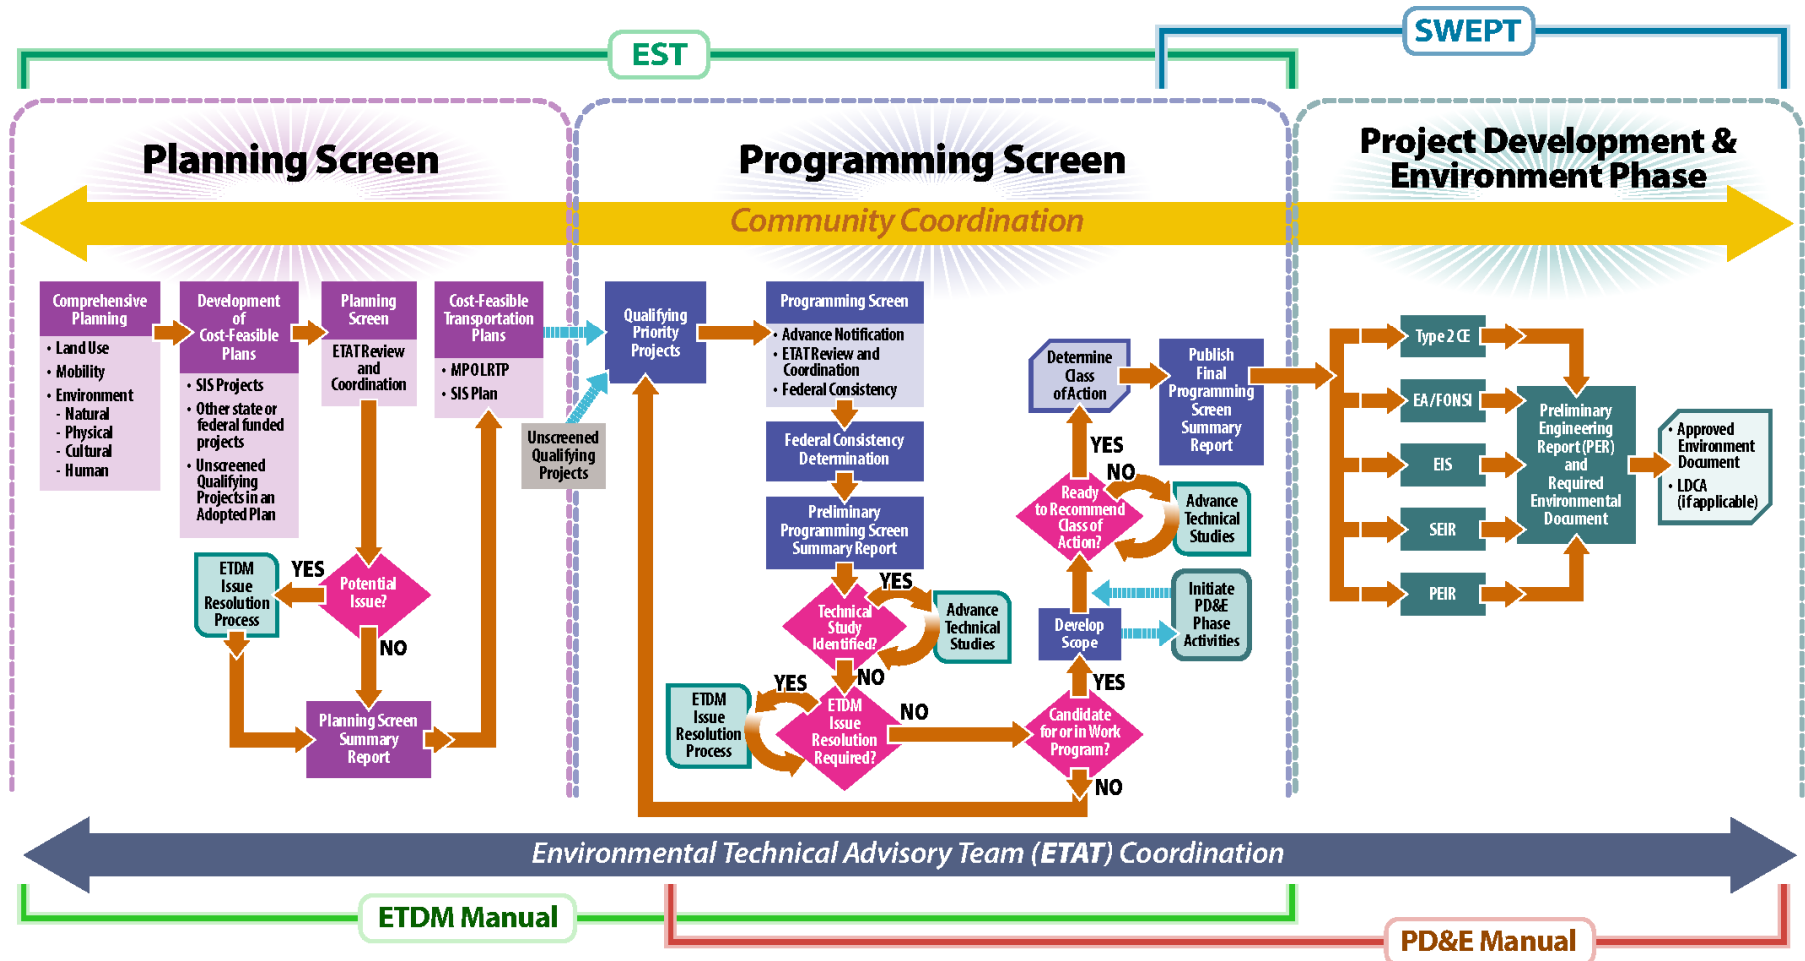 EST
SWEPT
Planning Screen
Programming Screen
Project Development &
Environment Phase
Community Coordination
Comprehensive
Planning
• Land Use
• Mobility
• Environment
- Natural
- Physical
- Cultural
- Human
Development
of
Cost-Feasible
Plans
• SIS Projects
• Other state or
federal funded
projects
• Unscreened
Qualifying
Projects in an
Adopted Plan
Planning
Screen
ETAT Review
and
Coordination
Cost-Feasible
Transportation
Plans
• MPO LRTP
• SIS Plan
Unscreened
Qualifying
Projects
ETDM
Issue
Resolution
Process
YES
Potential
Issue?
NO
Planning Screen
Summary
Report
Qualifying
Priority
Projects
Programming Screen
• Advance Notification
• ETAT Review and
Coordination
• Federal Consistency
Federal Consistency
Determination
Preliminary
Programming Screen
Summary Report
YES
Technical
Study
Identified?
Advance
Technical
Studies
NO
YES
ETDM
Issue
Resolution
Process
ETDM
Issue
Resolution
Required?
NO
Candidate
for or in Work
Program?
NO
YES
Develop
Scope
Initiate
PD&E
Phase
Activities
Ready
to Recommend
Class of
Action?
NO
Advance
Technical
Studies
YES
Determine
Class
of Action
Publish
Final
Programming
Screen
Summary
Report
Type 2 CE
EA/FONSI
EIS
SEIR
PEIR
Preliminary
Engineering
Report (PER)
and
Required
Environmental
Document
• Approved
Environment
Document
• LDCA
(if applicable)
Environmental Technical Advisory Team (ETAT) Coordination
ETDM Manual
PD&E Manual